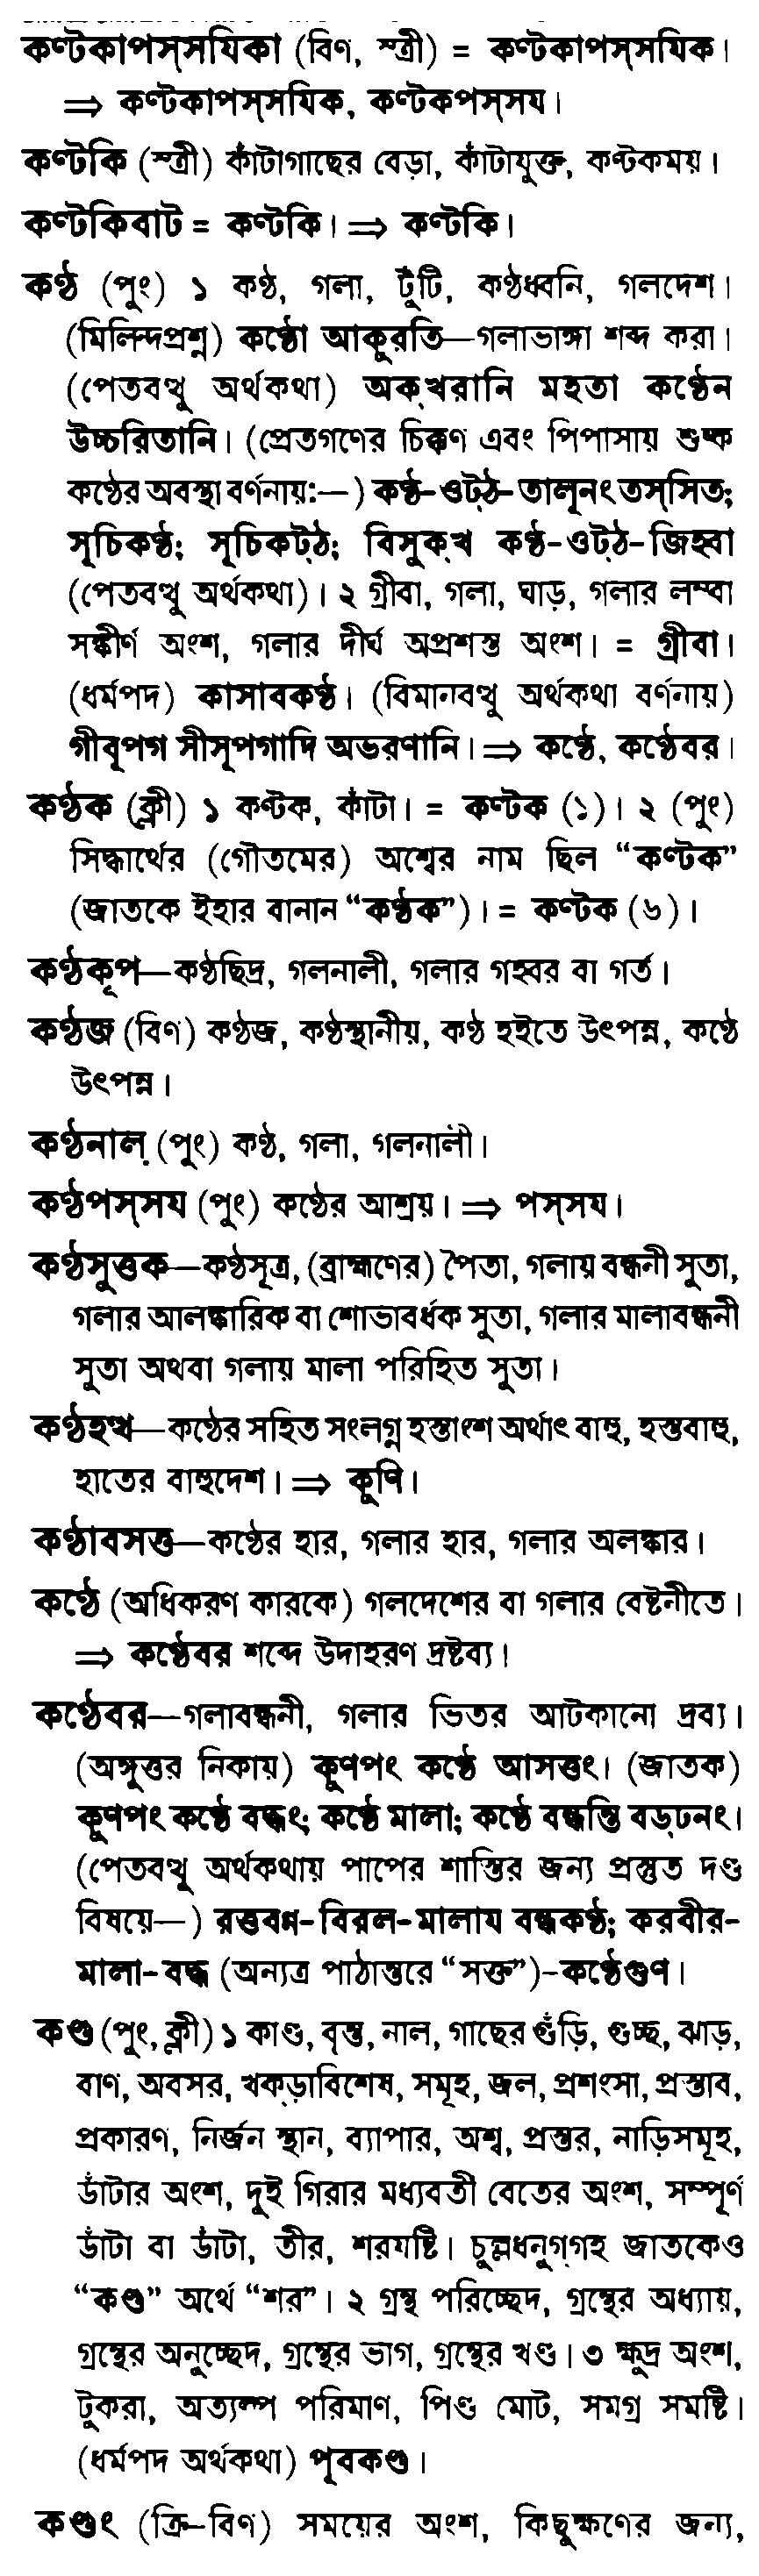 কণ্টকাপস্সযিকা (বিণ, স্ত্রী) = কণ্টকাপস্সযিক।
⇒ কণ্টকাপস্সযিক, কণ্টকপস্সয।
কণ্টকি (স্ত্রী) কাঁটাগাছের বেড়া, কাঁটাযুক্ত, কণ্টকময়।
কণ্টকিবাট = কণ্টকি। ⇒ কণ্টকি।
কণ্ঠ (পুং) ১ কণ্ঠ, গলা, টুঁটি, কণ্ঠধ্বনি, গলদেশ।
(মিলিন্দপ্রশ্ন) কণ্ঠো আকুরতি—গলাভাঙ্গা শব্দ করা।
(পেতবত্থু অর্থকথা) অক্খরানি মহতা কণ্ঠেন
উচ্চরিতানি। (প্রেতগণের চিক্কণ এবং পিপাসায় শুষ্ক
কণ্ঠের অবস্থা বর্ণনায়:—) কণ্ঠ-ওট্ঠ-তালূনং তস্সিত;
সূচিকণ্ঠ; সূচিকট্ঠ; বিসুক্খ কণ্ঠ-ওট্ঠ-জিহ্বা
(পেতবত্থু অর্থকথা)। ২ গ্রীবা, গলা, ঘাড়, গলার লম্বা
সঙ্কীর্ণ অংশ, গলার দীর্ঘ অপ্রশস্ত অংশ। = গ্রীবা।
(ধর্মপদ) কাসাবকণ্ঠ। (বিমানবত্থু অর্থকথা বর্ণনায়)
গীবূপগ সীসূপগাদি অভরণানি। ⇒ কণ্ঠে, কণ্ঠেবর।
কণ্ঠক (ক্লী) ১ কণ্টক, কাঁটা। = কণ্টক (১)। ২ (পুং)
সিদ্ধার্থের (গৌতমের) অশ্বের নাম ছিল “কণ্টক”
(জাতকে ইহার বানান “কণ্ঠক”)। = কণ্টক (৬)।
কণ্ঠকূপ—কণ্ঠছিদ্র, গলনালী, গলার গহ্বর বা গর্ত।
কণ্ঠজ (বিণ) কণ্ঠজ, কণ্ঠস্থানীয়, কণ্ঠ হইতে উৎপন্ন, কণ্ঠে
উৎপন্ন।
কণ্ঠনাল় (পুং) কণ্ঠ, গলা, গলনালী।
কণ্ঠপস্সয (পুং) কণ্ঠের আশ্রয়। ⇒ পস্সয।
কণ্ঠসুত্তক—কণ্ঠসূত্র, (ব্রাহ্মণের) পৈতা, গলায় বন্ধনী সুতা,
গলার আলঙ্কারিক বা শোভাবর্ধক সুতা, গলার মালাবন্ধনী
সুতা অথবা গলায় মালা পরিহিত সুতা।
কণ্ঠহত্থ—কণ্ঠের সহিত সংলগ্ন হস্তাংশ অর্থাৎ বাহু, হস্তবাহু,
হাতের বাহুদেশ। ⇒ কূণি।
কণ্ঠাবসত্ত—কণ্ঠের হার, গলার হার, গলার অলঙ্কার।
কণ্ঠে (অধিকরণ কারকে) গলদেশের বা গলার বেষ্টনীতে।
⇒ কণ্ঠেবর শব্দে উদাহরণ দ্রষ্টব্য।
কণ্ঠেবর—গলাবন্ধনী, গলার ভিতর আটকানো দ্রব্য।
(অঙ্গুত্তর নিকায়) কুণপং কণ্ঠে আসত্তং। (জাতক)
কুণপং কণ্ঠে বদ্ধং; কণ্ঠে মালা; কণ্ঠে বন্ধন্তি বড্ঢনং।
(পেতবত্থু অর্থকথায় পাপের শাস্তির জন্য প্রস্তুত দণ্ড
বিষয়ে—) রত্তবণ্ন-বিরল-মালায বন্ধকণ্ঠ; করবীর-
মালা-বদ্ধ (অন্যত্র পাঠান্তরে “সক্ত”)-কণ্ঠেগুণ।
কণ্ড (পুং, ক্লী) ১ কাণ্ড, বৃন্ত, নাল, গাছের গুঁড়ি, গুচ্ছ, ঝাড়,
বাণ, অবসর, খক্ড়াবিশেষ, সমূহ, জল, প্রশংসা, প্রস্তাব,
প্রকারণ, নির্জন স্থান, ব্যাপার, অশ্ব, প্রস্তর, নাড়িসমূহ,
ডাঁটার অংশ, দুই গিরার মধ্যবর্তী বেতের অংশ, সম্পূর্ণ
ডাঁটা বা ডাঁটা, তীর, শরযষ্টি। চুল্লধনুগ্গহ জাতকেও
“কণ্ড” অর্থে “শর”। ২ গ্রন্থ পরিচ্ছেদ, গ্রন্থের অধ্যায়,
গ্রন্থের অনুচ্ছেদ, গ্রন্থের ভাগ, গ্রন্থের খণ্ড। ৩ ক্ষুদ্র অংশ,
টুকরা, অত্যল্প পরিমাণ, পিণ্ড মোট, সমগ্র সমষ্টি।
(ধর্মপদ অর্থকথা) পূবকণ্ড।
কণ্ডং (ক্রি-বিণ) সময়ের অংশ, কিছুক্ষণের জন্য,